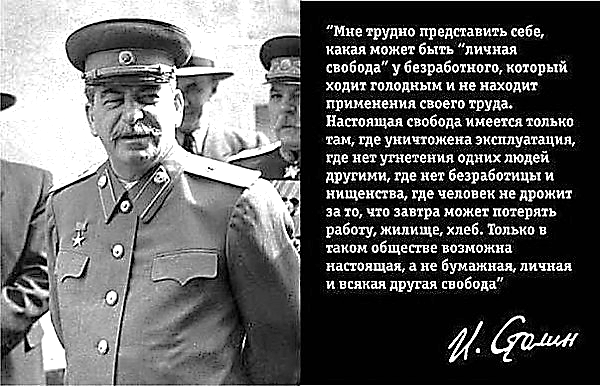 “Мне трудно представить себе,
какая может быть “личная
свобода” у безработного, который
ходит голодным и не находит
применения своего труда.
Настоящая свобода имеется только
там, где уничтожена эксплуатация,
где нет угнетения одних людей
другими, где нет безработицы и
нищенства, где человек не дрожит
за то, что завтра может потерять
работу, жилище, хлеб. Только в
таком обществе возможна
настоящая, а не бумажная, личная
и всякая другая свобода”
И. Сталин